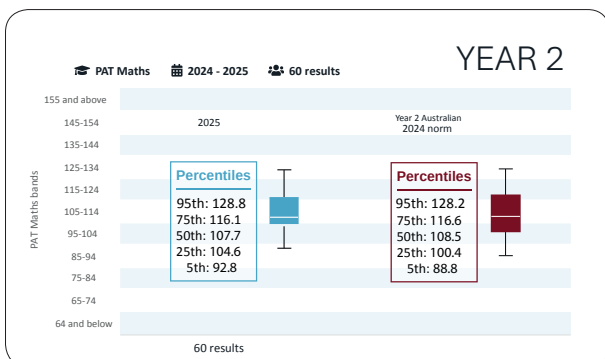 YEAR 2
PAT Maths 2024 - 2025 60 results
PAT Maths bands
155 and above
145-154
135-144
125-134
115-124
105-114
95-104
85-94
75-84
65-74
64 and below
2025
Percentiles
95th: 128.8
75th: 116.1
50th: 107.7
25th: 104.6
5th: 92.8
60 results
Year 2 Australian
2024 norm
Percentiles
95th: 128.2
75th: 116.6
50th: 108.5
25th: 100.4
5th: 88.8